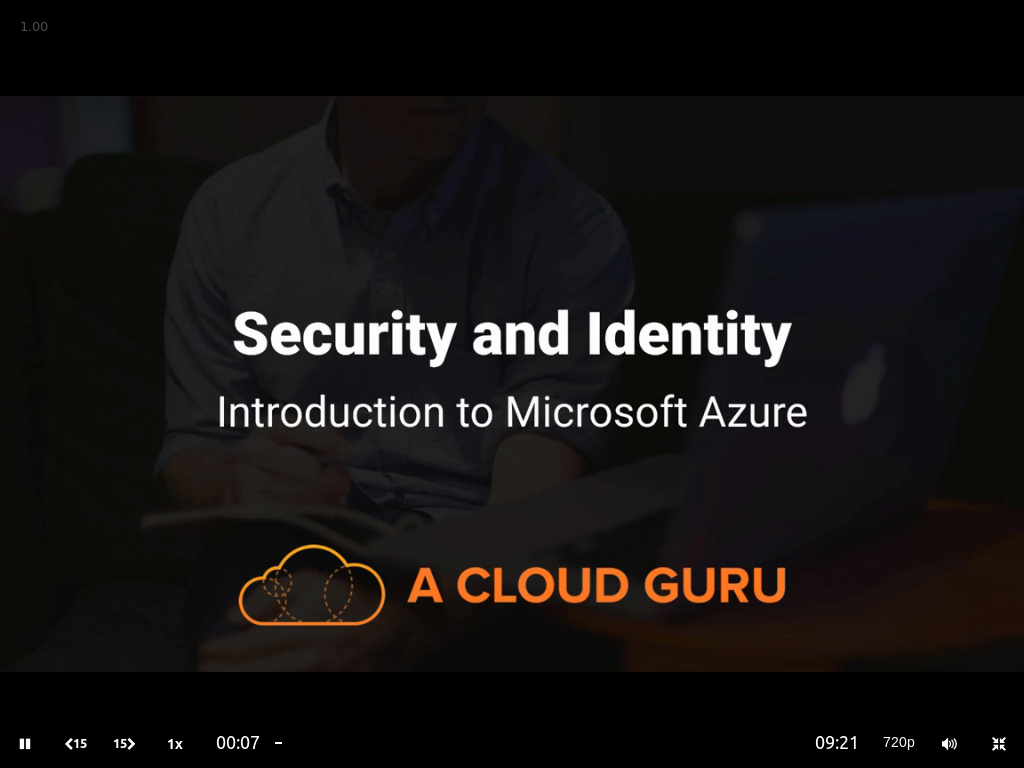 1.00
Security and Identity
Introduction to Microsoft Azure
A CLOUD GURU
15 15 1x 00:07 09:21 720p